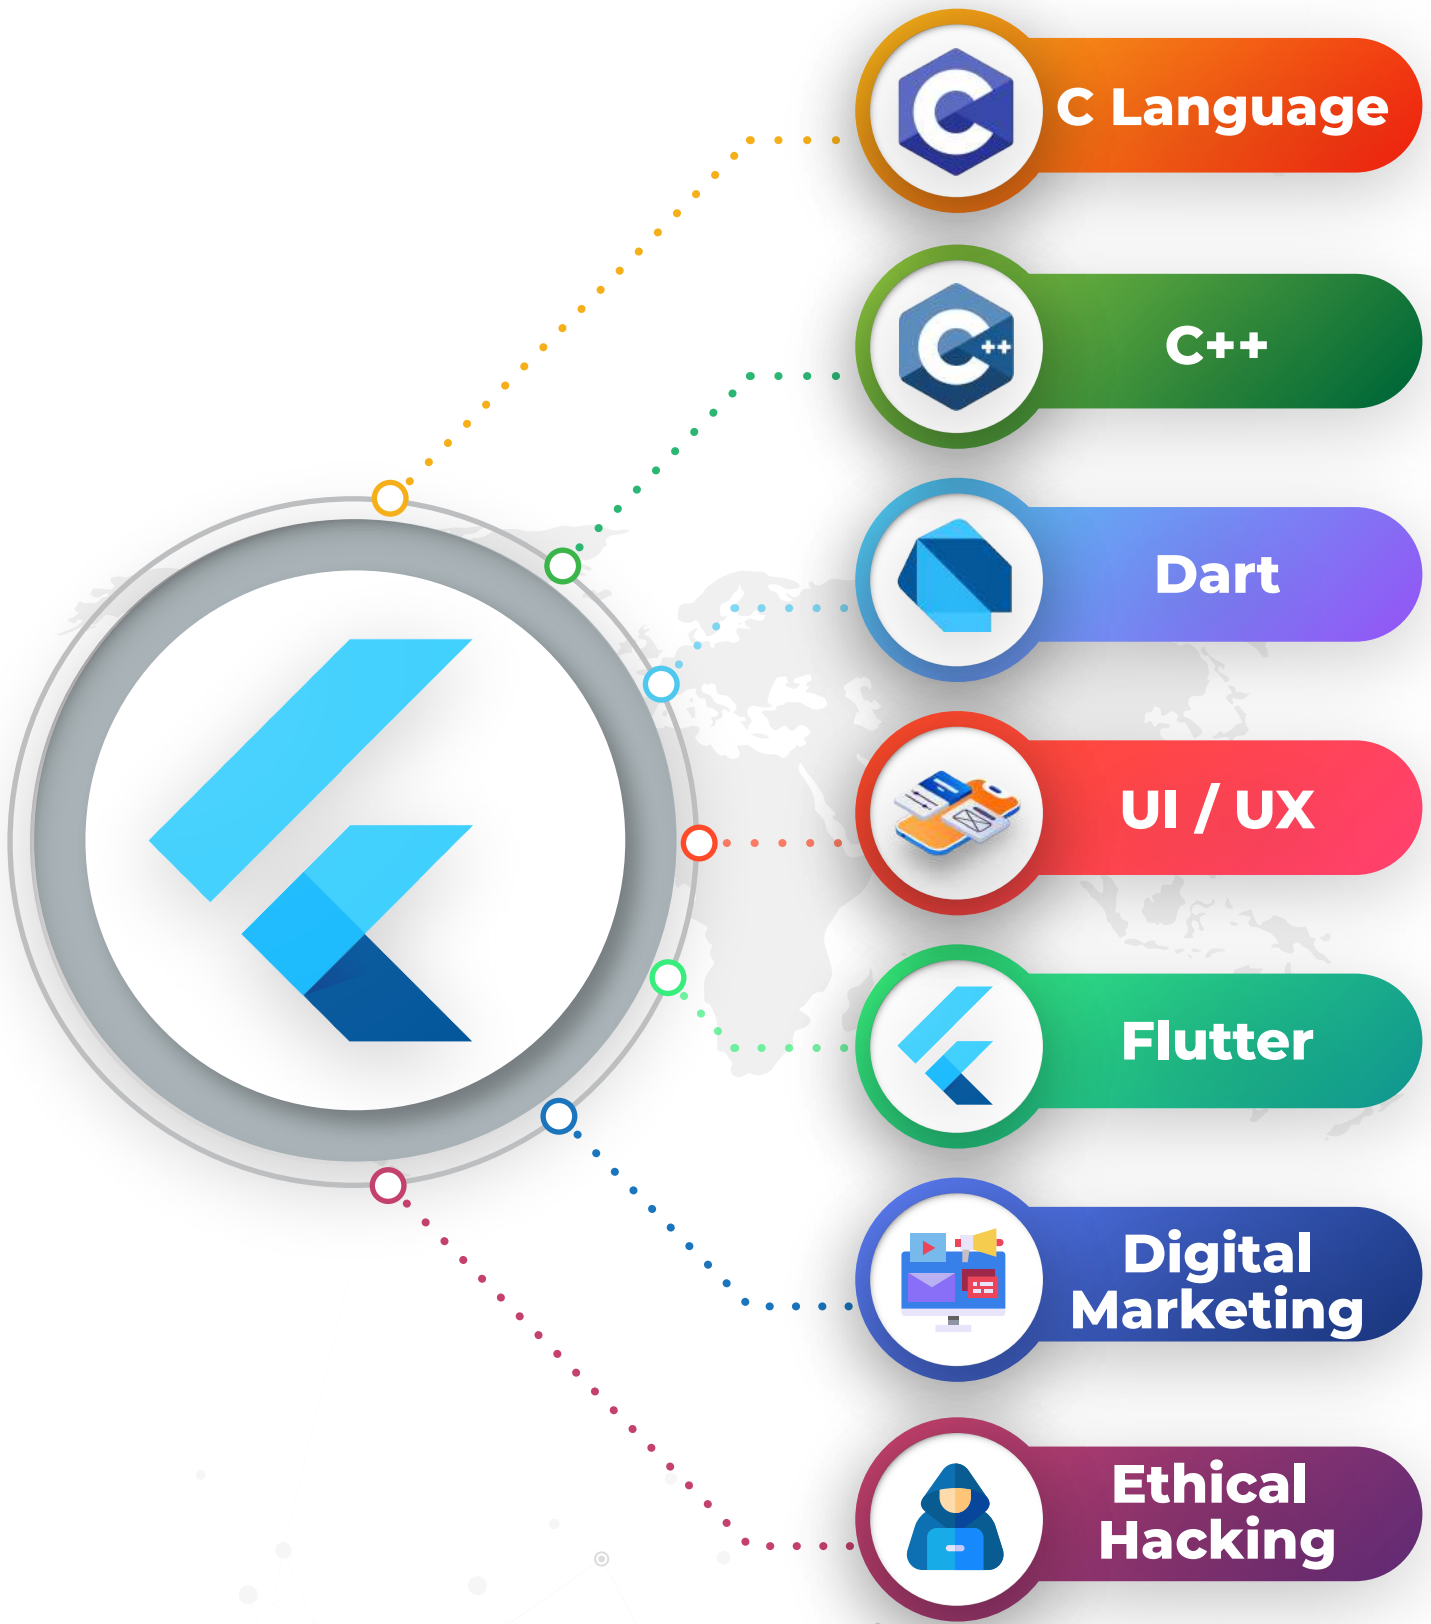 C Language
C++
Dart
UI / UX
Flutter
Digital
Marketing
Ethical
Hacking